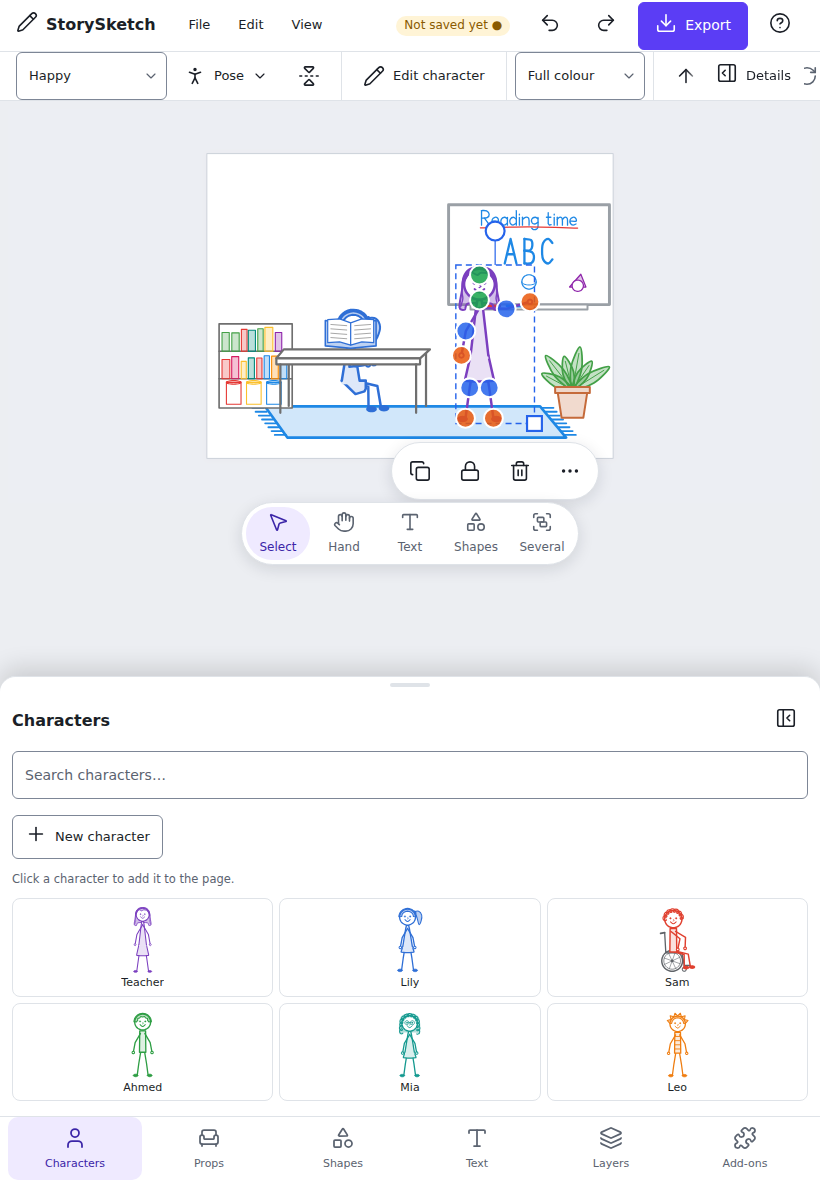 StorySketch
File
Edit
View
Not saved yet
Export
Happy
Pose
Edit character
Full colour
Details
Reading time
ABC
Select
Hand
Text
Shapes
Several
Characters
Search characters...
New character
Click a character to add it to the page.
Teacher
Lily
Sam
Ahmed
Mia
Leo
Characters
Props
Shapes
Text
Layers
Add-ons